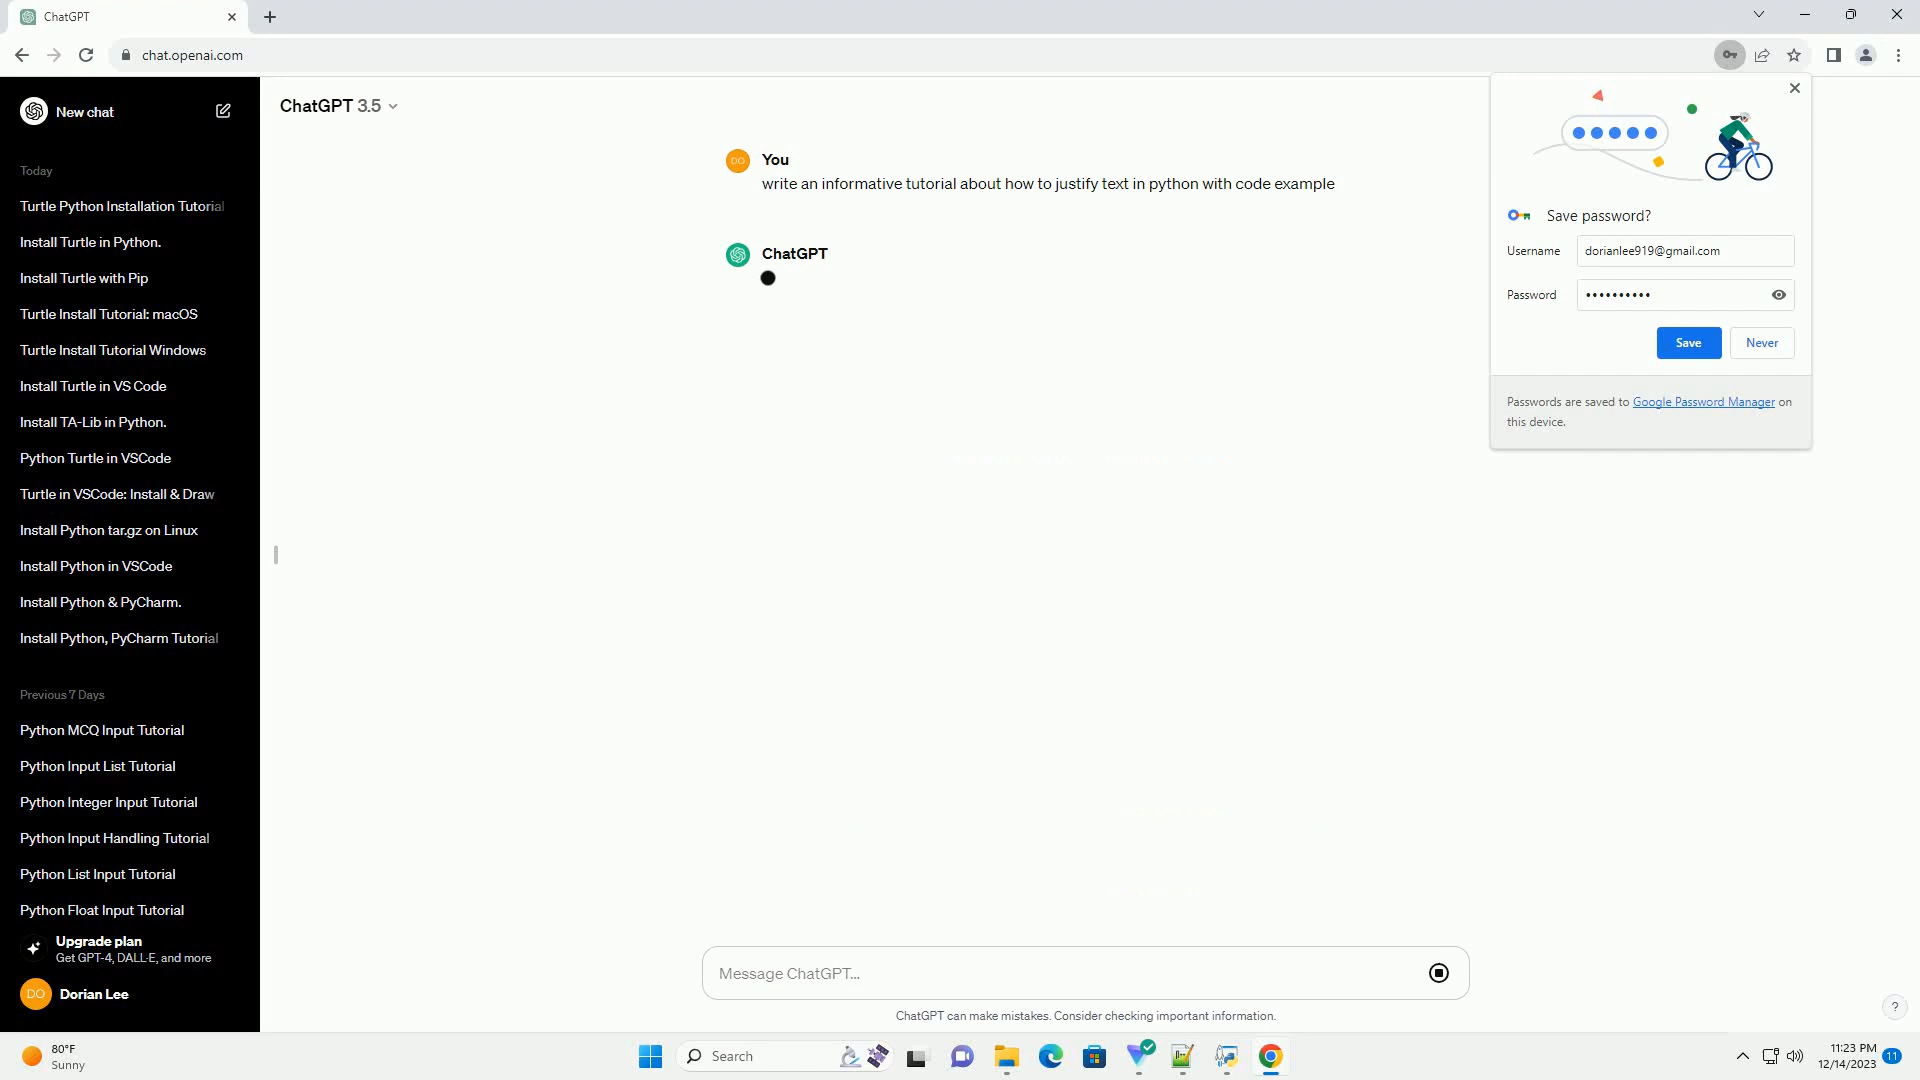 ChatGPT
chat.openai.com
New chat
Today
Turtle Python Installation Tutorial
Install Turtle in Python.
Install Turtle with Pip
Turtle Install Tutorial: macOS
Turtle Install Tutorial Windows
Install Turtle in VS Code
Install TA-Lib in Python.
Python Turtle in VSCode
Turtle in VSCode: Install & Draw
Install Python tar.gz on Linux
Install Python in VSCode
Install Python & PyCharm.
Install Python, PyCharm Tutorial
Previous 7 Days
Python MCQ Input Tutorial
Python Input List Tutorial
Python Integer Input Tutorial
Python Input Handling Tutorial
Python List Input Tutorial
Python Float Input Tutorial
Upgrade plan
Get GPT-4, DALL·E, and more
DO Dorian Lee
ChatGPT 3.5
DO You
write an informative tutorial about how to justify text in python with code example
ChatGPT
Message ChatGPT...
ChatGPT can make mistakes. Consider checking important information.
?
Save password?
Username dorianlee919@gmail.com
Password ••••••••••
Save Never
Passwords are saved to Google Password Manager on
this device.
80°F
Sunny
Search
11:23 PM
12/14/2023
11